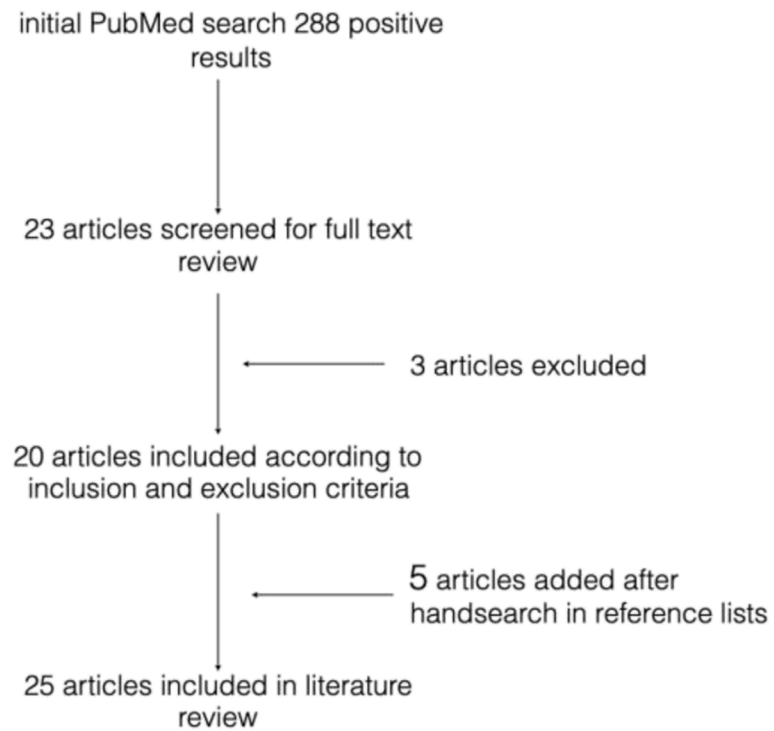 initial PubMed search 288 positive
results
23 articles screened for full text
review
3 articles excluded
20 articles included according to
inclusion and exclusion criteria
5 articles added after
handsearch in reference lists
25 articles included in literature
review